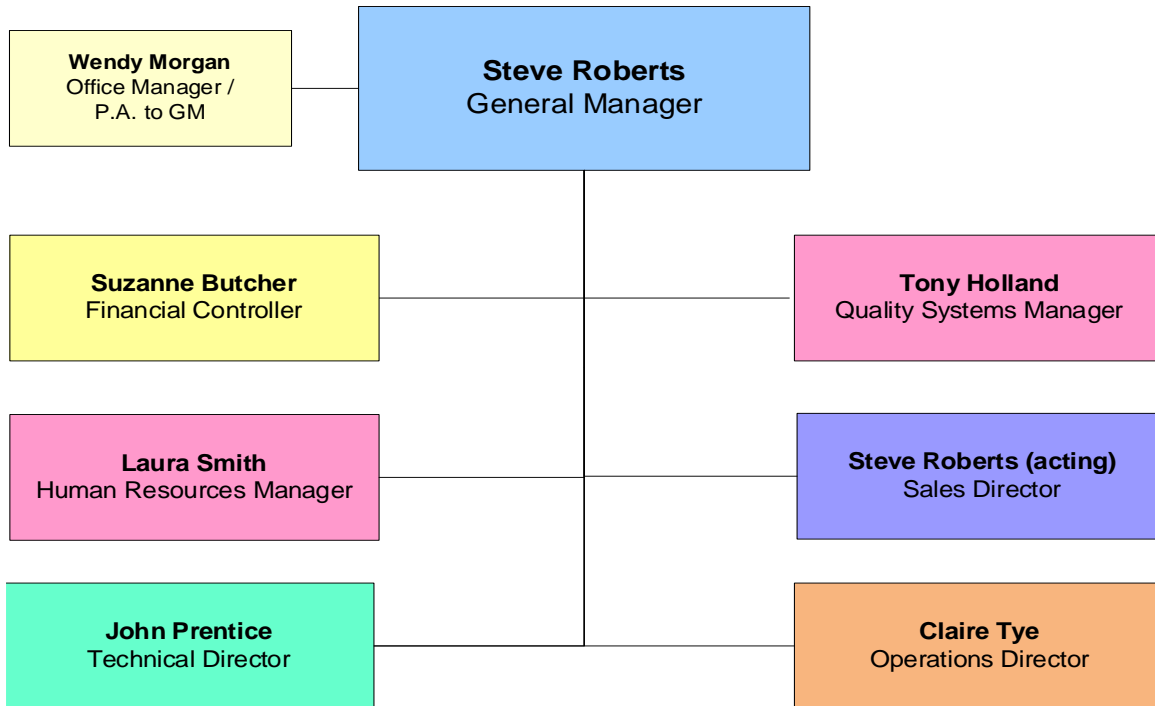 Wendy Morgan
Office Manager /
P.A. to GM
Steve Roberts
General Manager
Suzanne Butcher
Financial Controller
Tony Holland
Quality Systems Manager
Laura Smith
Human Resources Manager
Steve Roberts (acting)
Sales Director
John Prentice
Technical Director
Claire Tye
Operations Director